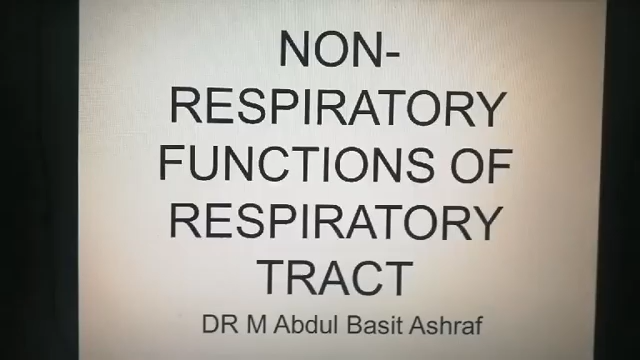 NON-
RESPIRATORY
FUNCTIONS OF
RESPIRATORY
TRACT
DR M Abdul Basit Ashraf